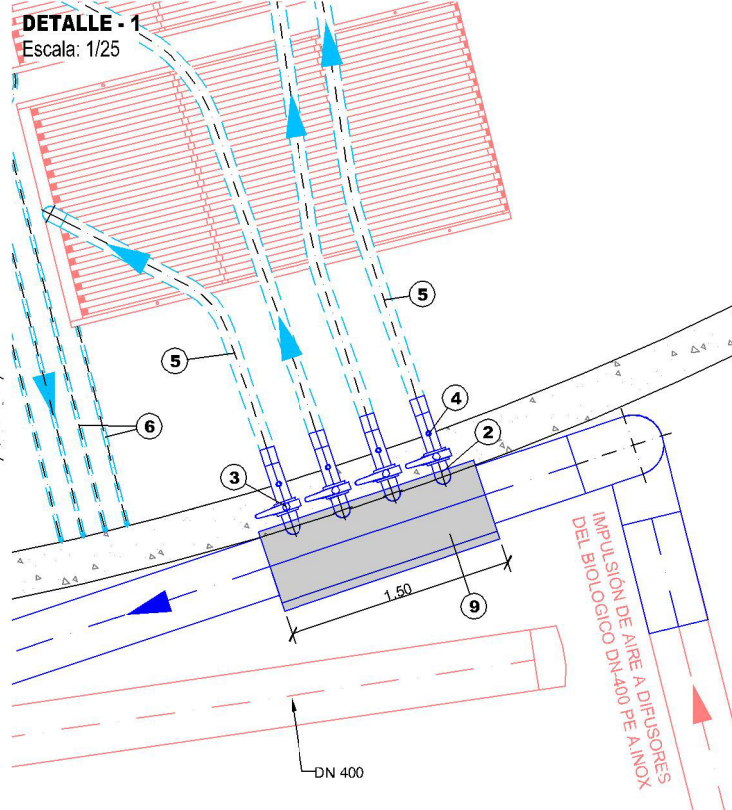 DETALLE - 1
Escala: 1/25
5
5
4
6
2
3
1.50
9
IMPULSIÓN DE AIRE A DIFUSORES
DEL BIOLOGICO DN-400 PE A.INOX
DN 400